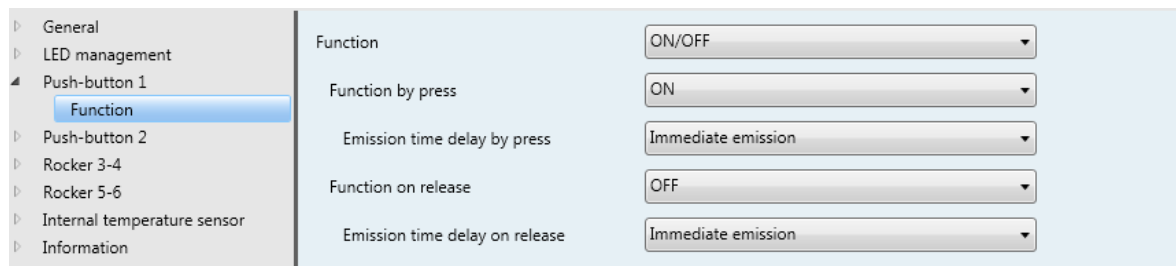 General
LED management
Push-button 1
Function
Push-button 2
Rocker 3-4
Rocker 5-6
Internal temperature sensor
Information
Function ON/OFF
Function by press ON
Emission time delay by press Immediate emission
Function on release OFF
Emission time delay on release Immediate emission